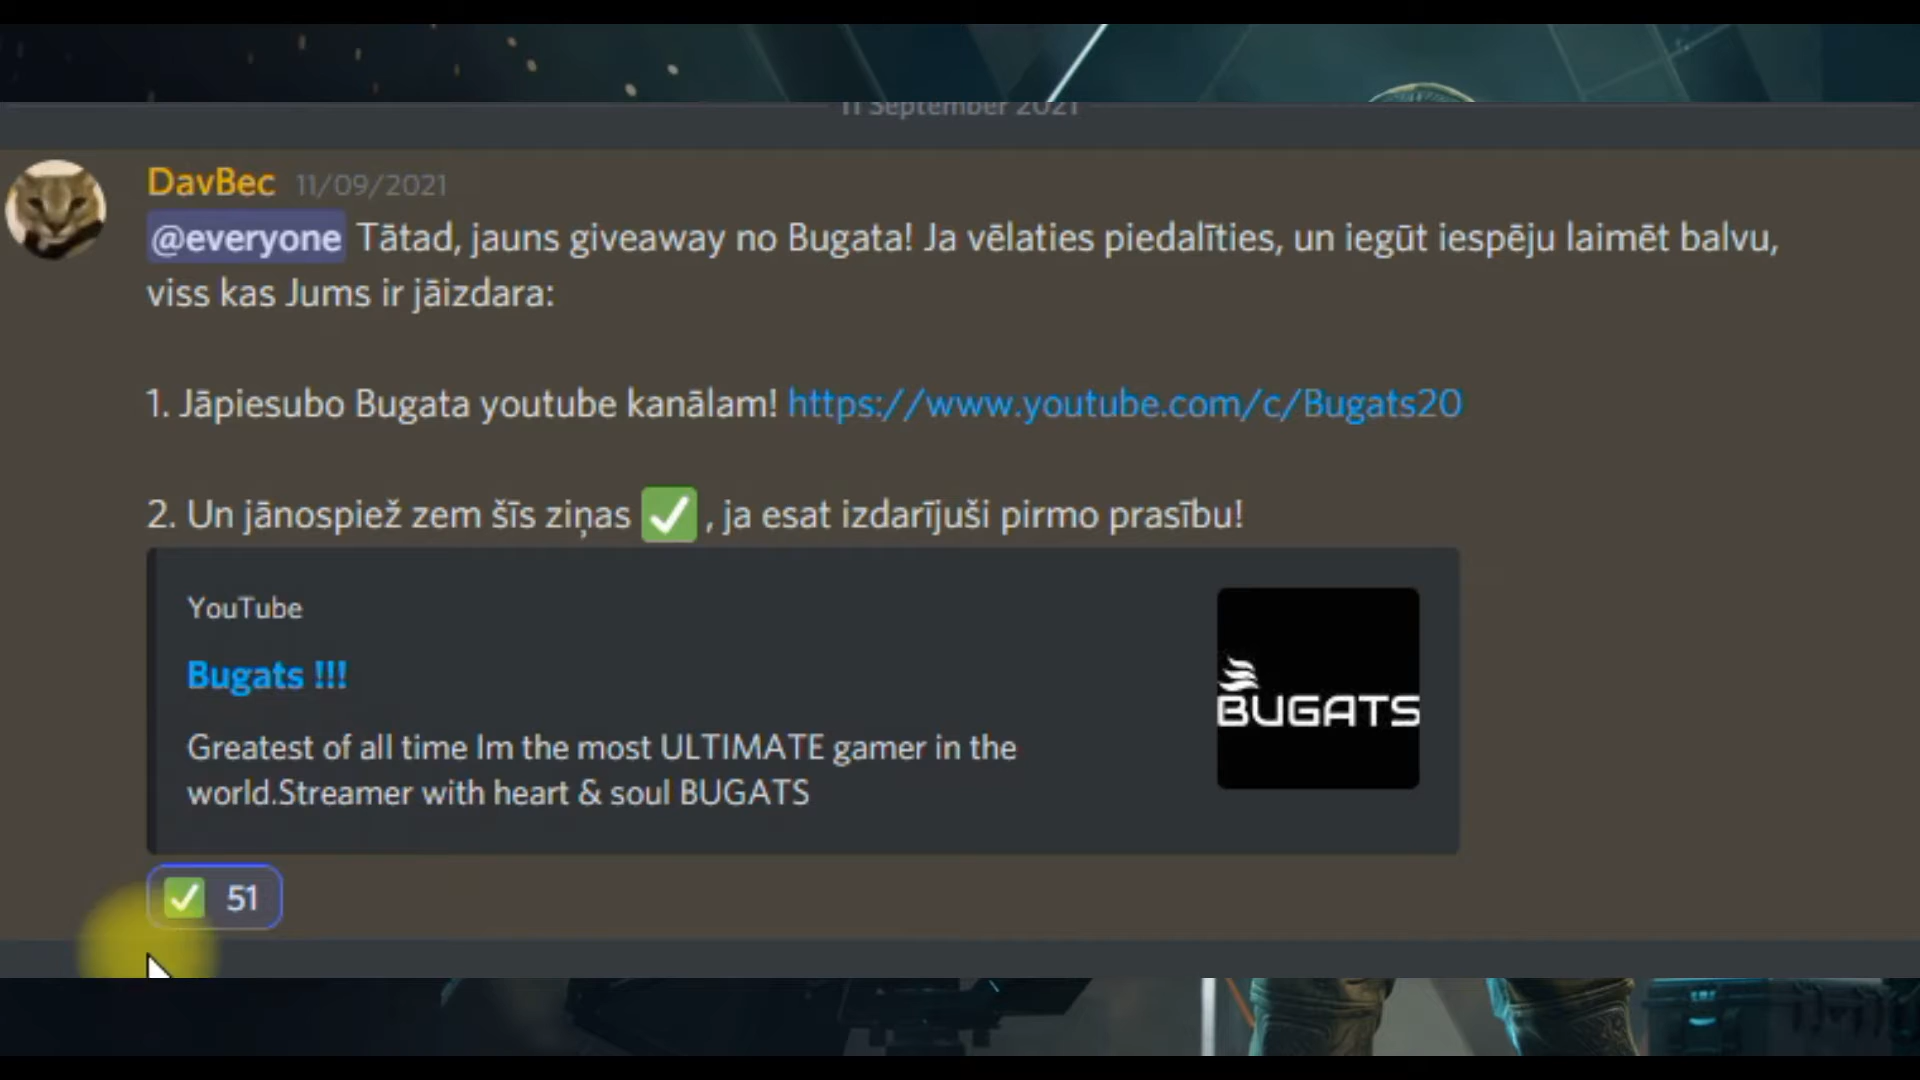 11 September 2021
DavBec 11/09/2021
@everyone Tātad, jauns giveaway no Bugata! Ja vēlaties piedalīties, un iegūt iespēju laimēt balvu,
viss kas Jums ir jāizdara:
1. Jāpiesubo Bugata youtube kanālam! https://www.youtube.com/c/Bugats20
2. Un jānospiež zem šīs ziņas ✅ , ja esat izdarījuši pirmo prasību!
YouTube
Bugats !!!
Greatest of all time Im the most ULTIMATE gamer in the
world.Streamer with heart & soul BUGATS
BUGATS
✅ 51